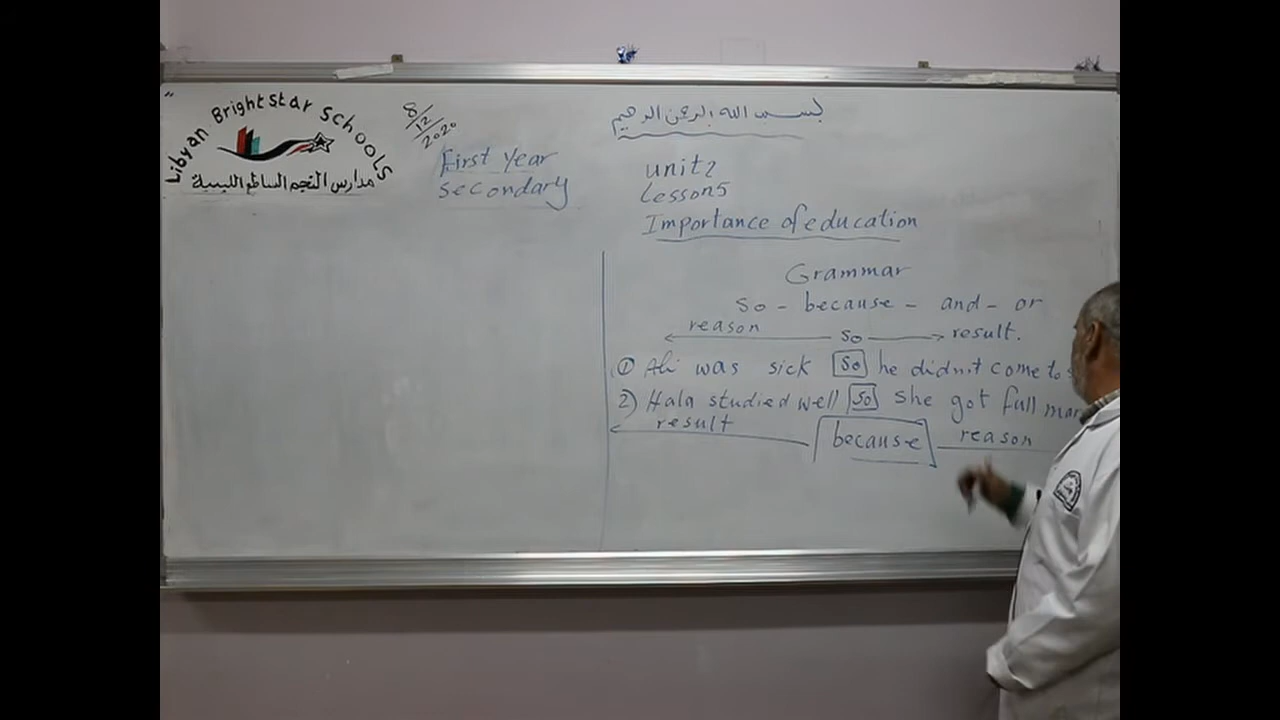 Libyan Bright Star Schools
مدارس النجم الساطع الليبية
8/12/2020
First Year
Secondary
بسم الله الرحمن الرحيم
unit 2
Lesson 5
Importance of education
Grammar
so - because - and - or
reason so result.
① Ali was sick so he didn't come to
2) Hala studied well so she got full
result because reason